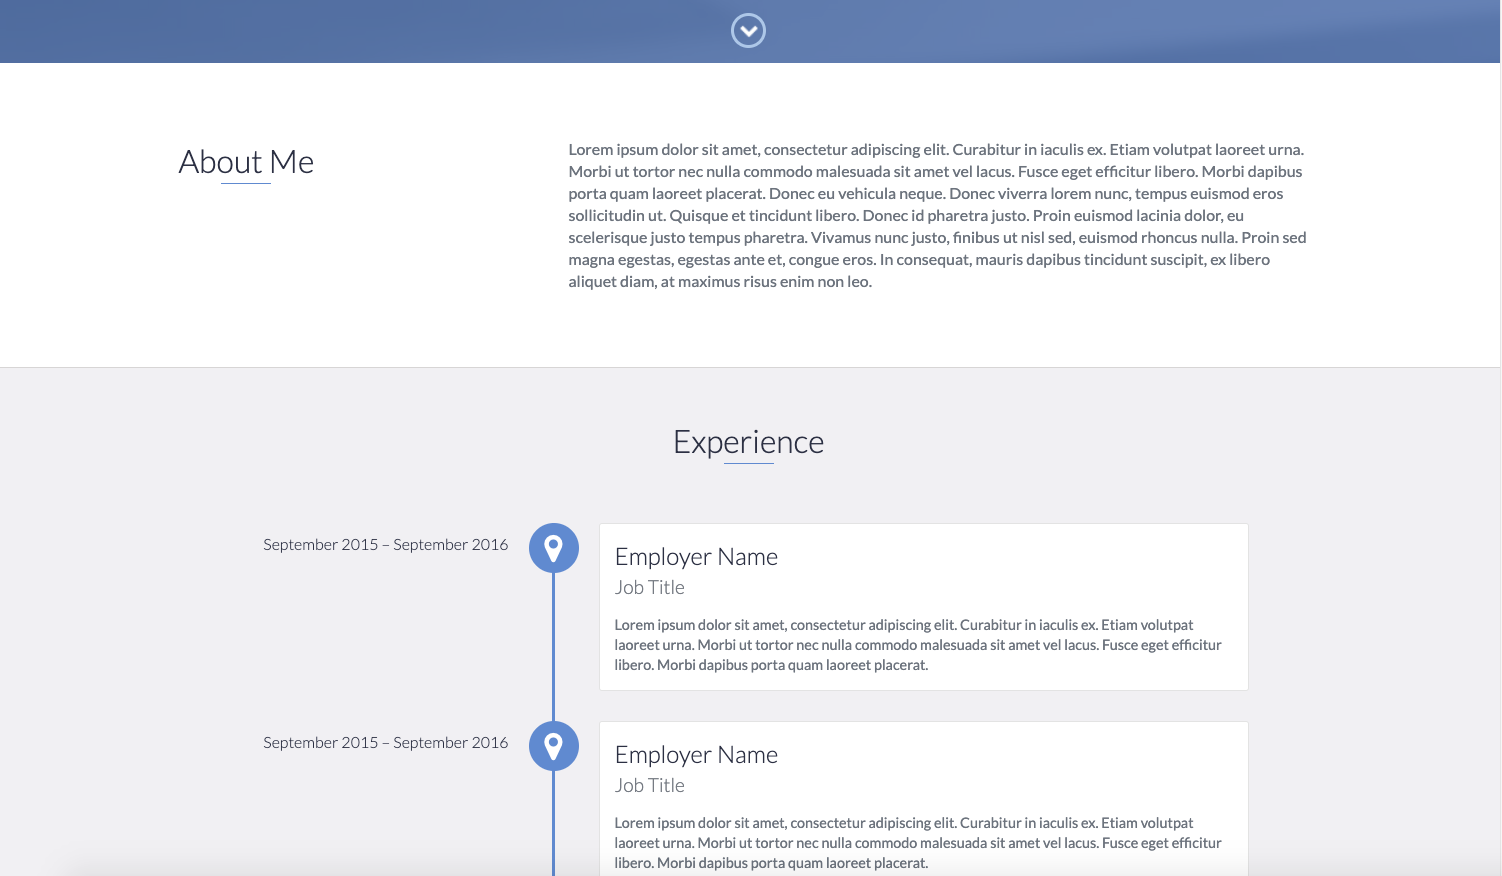 About Me
Lorem ipsum dolor sit amet, consectetur adipiscing elit. Curabitur in iaculis ex. Etiam volutpat laoreet urna.
Morbi ut tortor nec nulla commodo malesuada sit amet vel lacus. Fusce eget efficitur libero. Morbi dapibus
porta quam laoreet placerat. Donec eu vehicula neque. Donec viverra lorem nunc, tempus euismod eros
sollicitudin ut. Quisque et tincidunt libero. Donec id pharetra justo. Proin euismod lacinia dolor, eu
scelerisque justo tempus pharetra. Vivamus nunc justo, finibus ut nisl sed, euismod rhoncus nulla. Proin sed
magna egestas, egestas ante et, congue eros. In consequat, mauris dapibus tincidunt suscipit, ex libero
aliquet diam, at maximus risus enim non leo.
Experience
September 2015 – September 2016
Employer Name
Job Title
Lorem ipsum dolor sit amet, consectetur adipiscing elit. Curabitur in iaculis ex. Etiam volutpat
laoreet urna. Morbi ut tortor nec nulla commodo malesuada sit amet vel lacus. Fusce eget efficitur
libero. Morbi dapibus porta quam laoreet placerat.
September 2015 – September 2016
Employer Name
Job Title
Lorem ipsum dolor sit amet, consectetur adipiscing elit. Curabitur in iaculis ex. Etiam volutpat
laoreet urna. Morbi ut tortor nec nulla commodo malesuada sit amet vel lacus. Fusce eget efficitur
libero. Morbi dapibus porta quam laoreet placerat.